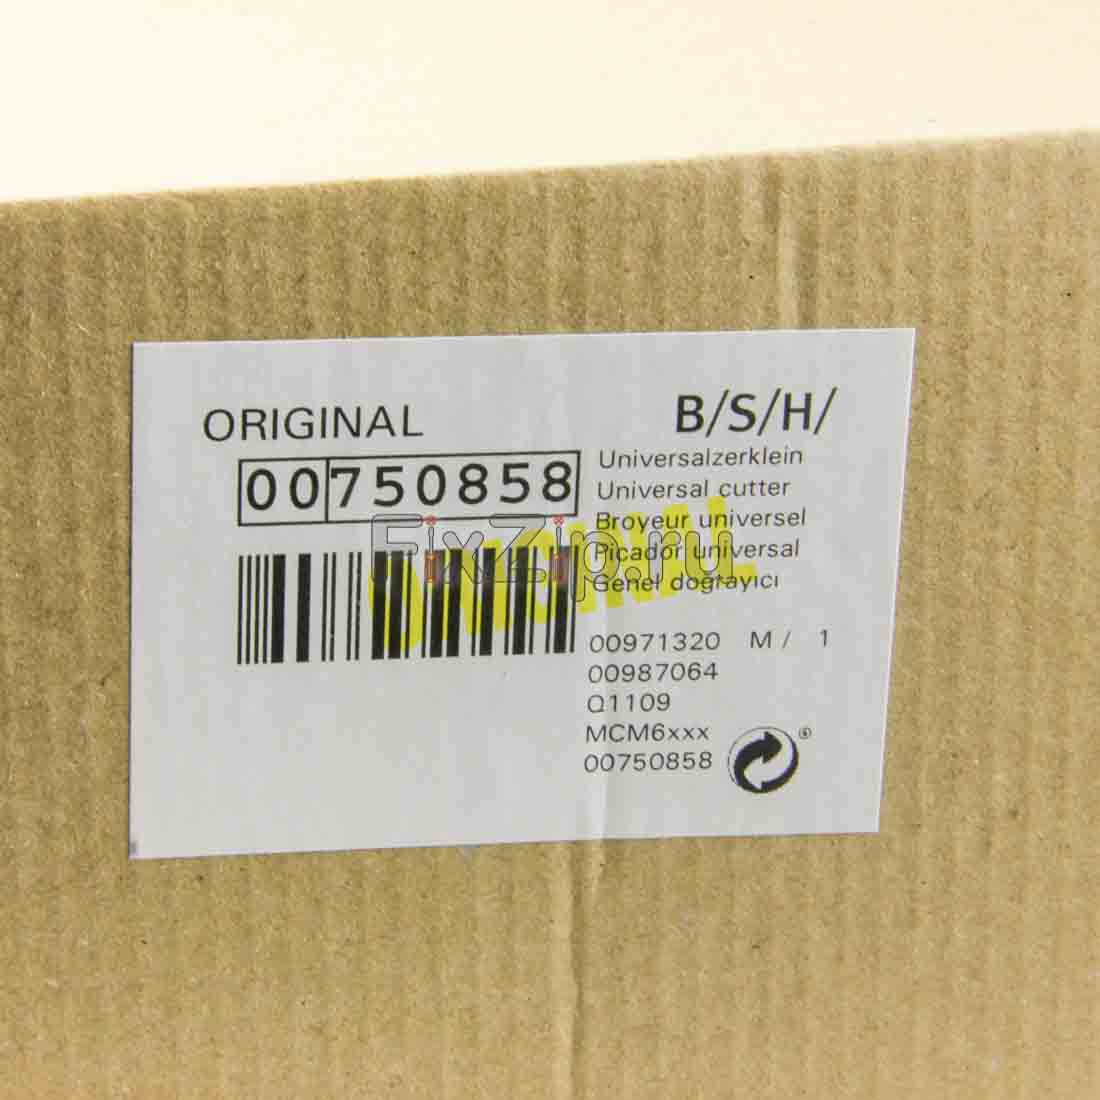 ORIGINAL
B/S/H/
00750858
Universalzerklein
Universal cutter
Broyeur universel
Picador universal
Genel doğrayıcı
ORIGINAL
FixZip.ru
00971320 M / 1
00987064
Q1109
MCM6xxx
00750858